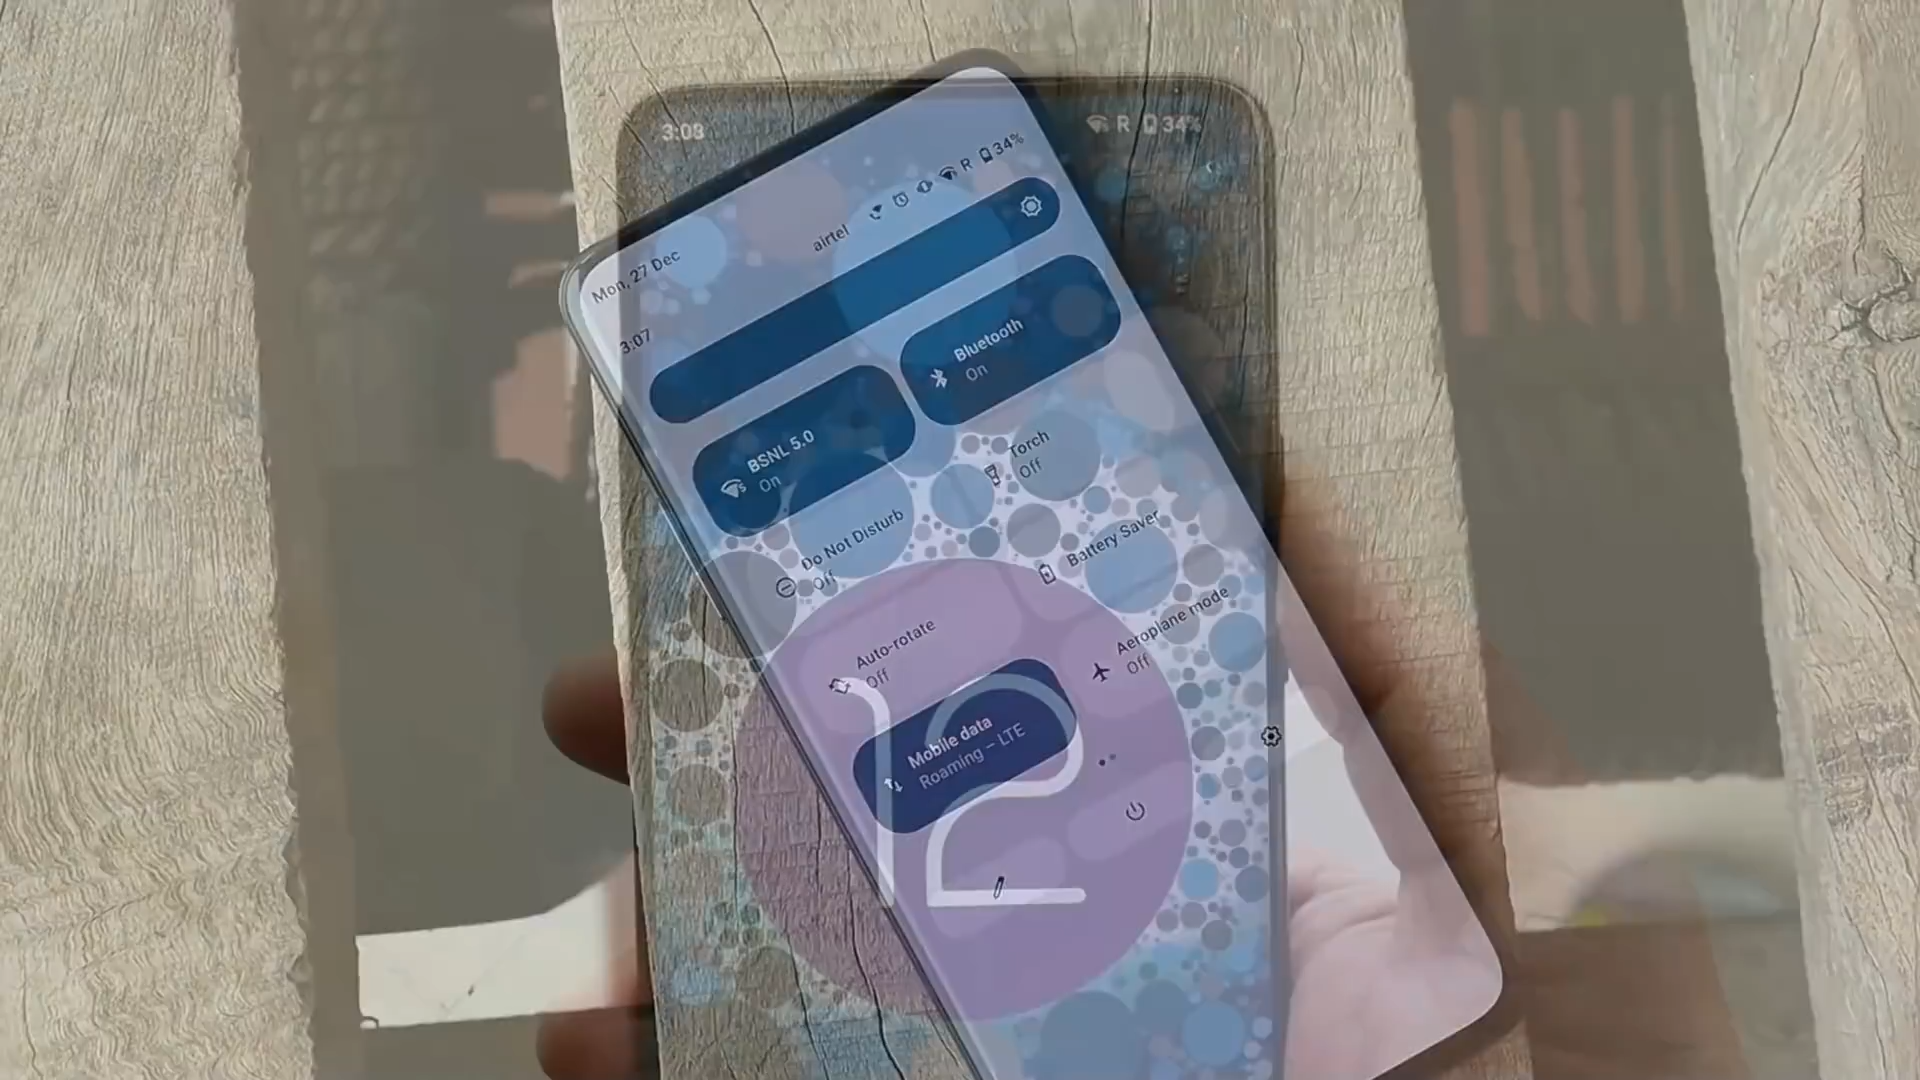 3:08
R 34%
Mon, 27 Dec
airtel
R 34%
3:07
BSNL 5.0
On
Bluetooth
On
Do Not Disturb
Off
Torch
Off
Auto-rotate
Off
Battery Saver
Mobile data
Roaming – LTE
Aeroplane mode
Off
12